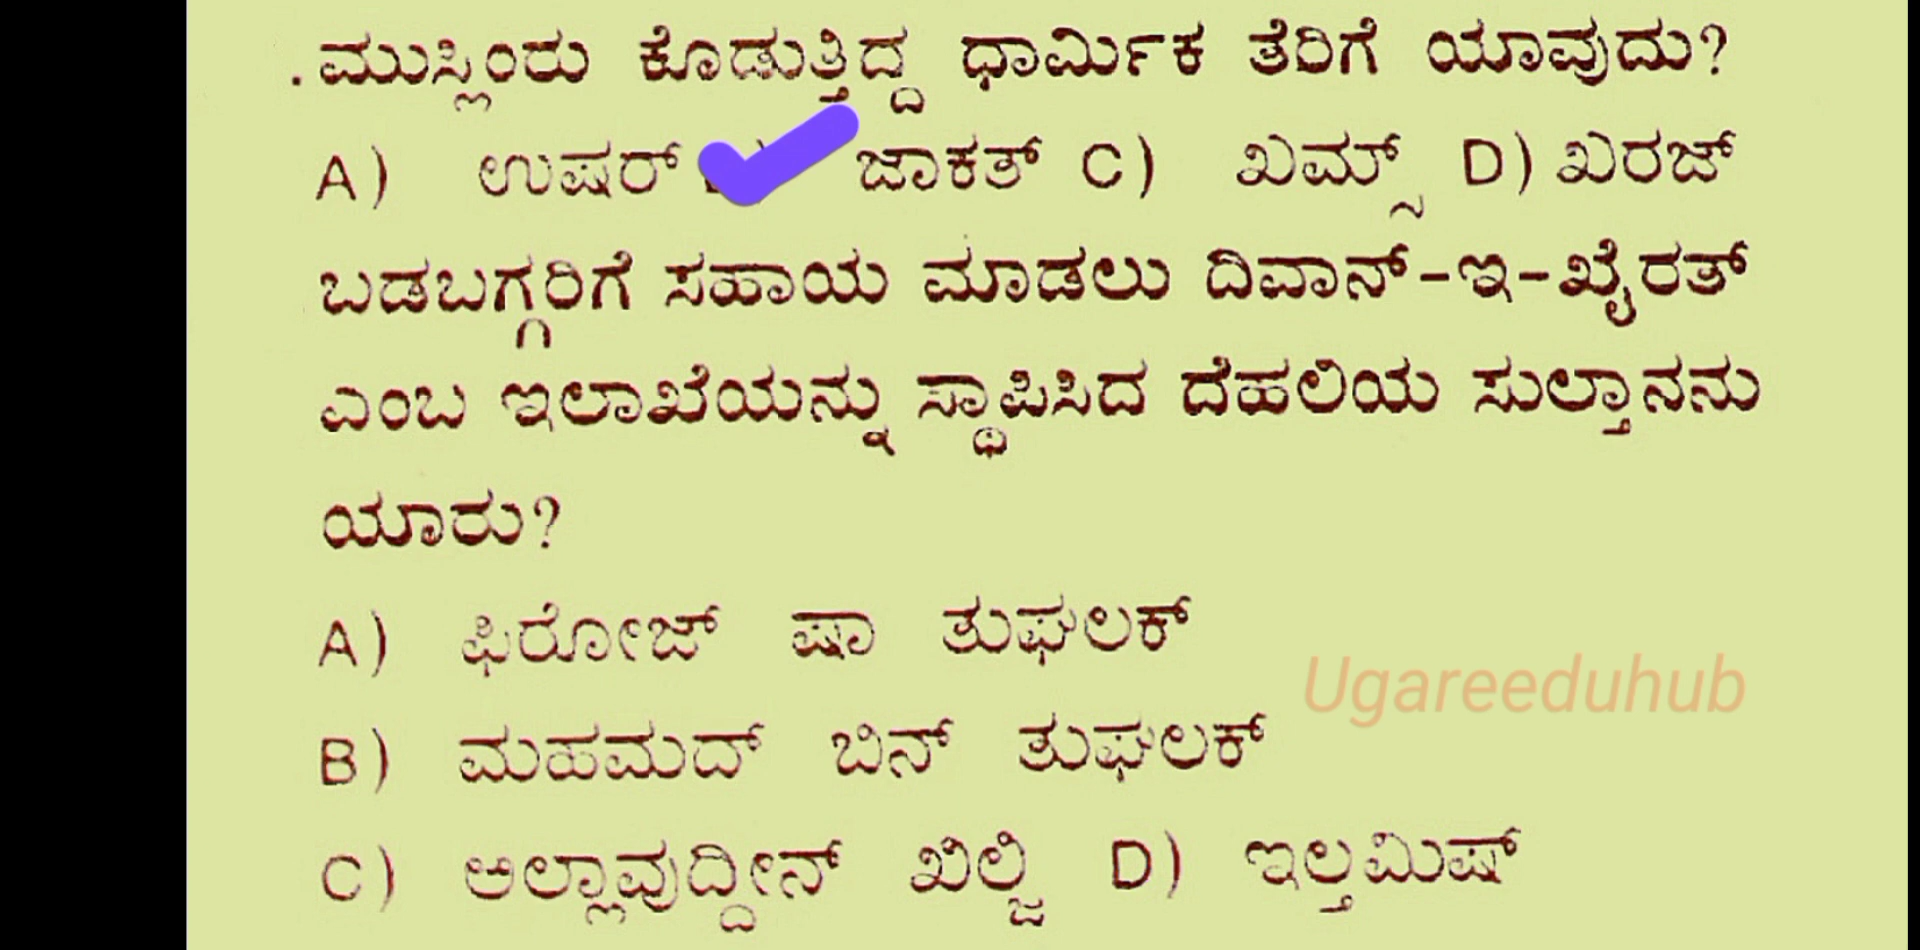 .ಮುಸ್ಲಿಂರು ಕೊಡುತ್ತಿದ್ದ ಧಾರ್ಮಿಕ ತೆರಿಗೆ ಯಾವುದು?
A) ಉಷರ್ ಜಾಕತ್ C) ಖಮ್ಸ್ D) ಖರಜ್
ಬಡಬಗ್ಗರಿಗೆ ಸಹಾಯ ಮಾಡಲು ದಿವಾನ್-ಇ-ಖೈರತ್
ಎಂಬ ಇಲಾಖೆಯನ್ನು ಸ್ಥಾಪಿಸಿದ ದೆಹಲಿಯ ಸುಲ್ತಾನನು
ಯಾರು?
A) ಫಿರೋಜ್ ಷಾ ತುಘಲಕ್
Ugareeduhub
B) ಮಹಮದ್ ಬಿನ್ ತುಘಲಕ್
C) ಅಲ್ಲಾವುದ್ದೀನ್ ಖಿಲ್ಜಿ D) ಇಲ್ತಮಿಷ್